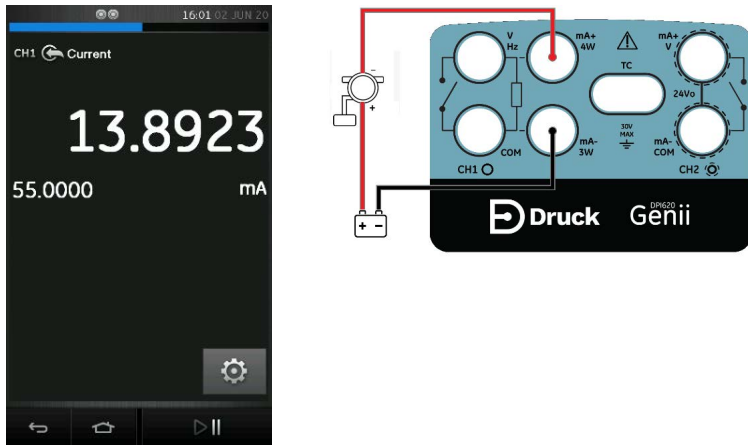 16:01 02 JUN 20
CH1 Current
13.8923
55.0000 mA
V
Hz
mA+
4W
TC
mA+
V
24Vo
30V
MAX
COM
mA-
3W
mA-
COM
CH1
CH2
Druck
DPI620
Genii
− 
+
+ −